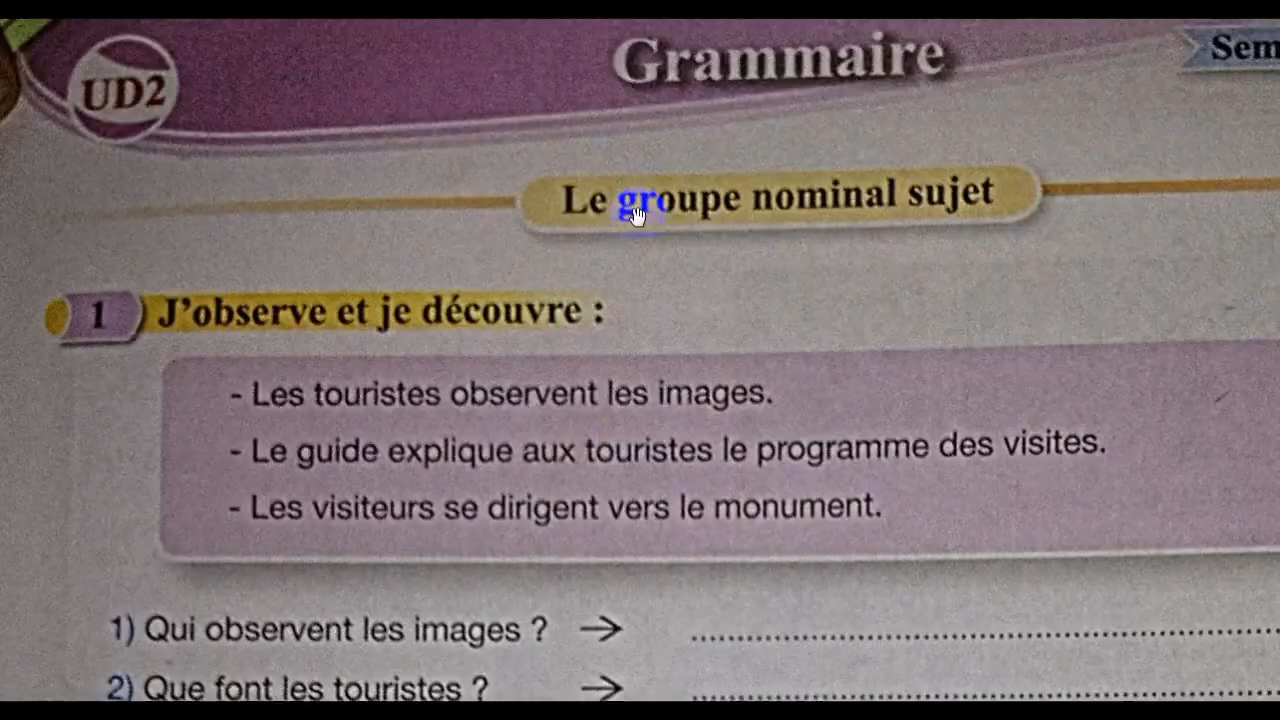 UD2
Grammaire
Sem
Le groupe nominal sujet
1 J'observe et je découvre :
- Les touristes observent les images.
- Le guide explique aux touristes le programme des visites.
- Les visiteurs se dirigent vers le monument.
1) Qui observent les images ? → ........................
2) Que font les touristes ? → ........................